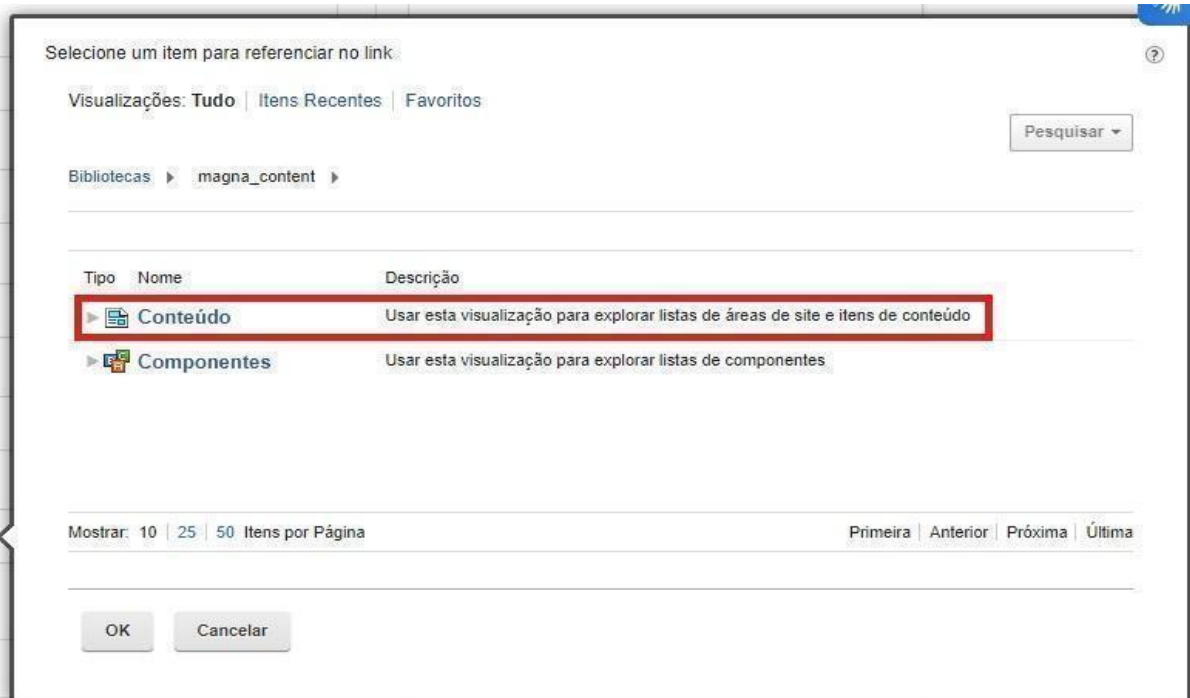 Selecione um item para referenciar no link
Visualizações: Tudo | Itens Recentes | Favoritos
Pesquisar
Bibliotecas magna_content
Tipo Nome Descrição
Conteúdo Usar esta visualização para explorar listas de áreas de site e itens de conteúdo
Componentes Usar esta visualização para explorar listas de componentes
Mostrar: 10 | 25 | 50 Itens por Página Primeira | Anterior | Próxima | Última
OK Cancelar